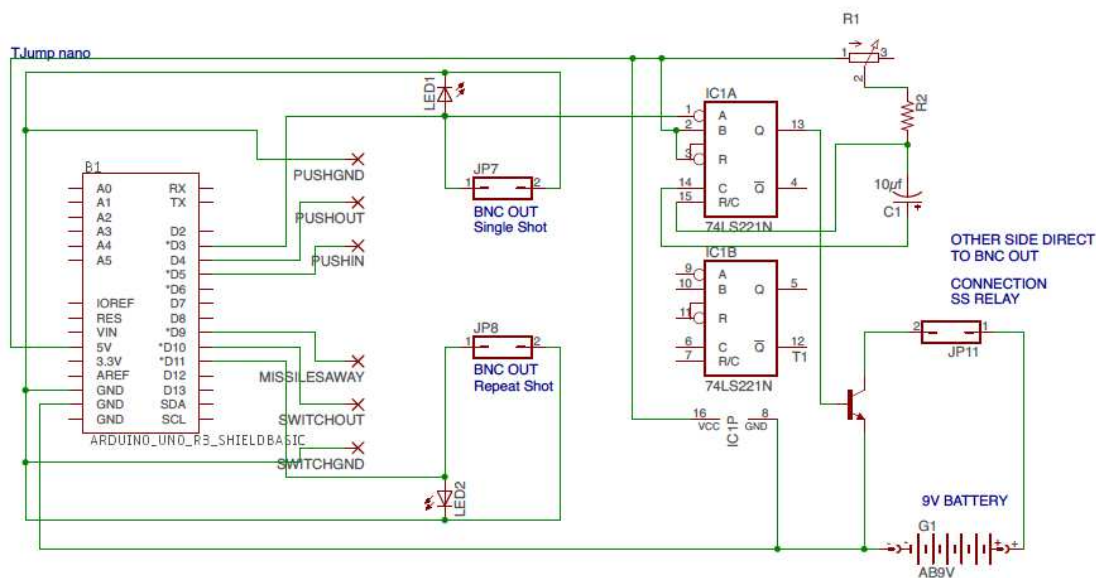 TJump nano
R1
1
3
2
R2
LED1
IC1A
1
A
2
B
Q
13
3
R
14
C
Q
4
15
R/C
74LS221N
10µf
C1
+
B1
A0
RX
A1
TX
A2
A3
D2
A4
*D3
A5
D4
*D5
*D6
IOREF
D7
RES
D8
VIN
*D9
5V
*D10
3.3V
*D11
AREF
D12
GND
D13
GND
SDA
GND
SCL
ARDUINO_UNO_R3_SHIELDBASIC
PUSHGND
PUSHOUT
PUSHIN
MISSILESAWAY
SWITCHOUT
SWITCHGND
JP7
1
2
BNC OUT
Single Shot
JP8
1
2
BNC OUT
Repeat Shot
LED2
IC1B
9
A
10
B
Q
5
11
R
6
C
Q
12
7
R/C
T1
74LS221N
16
8
VCC
IC1P
GND
OTHER SIDE DIRECT
TO BNC OUT
CONNECTION
SS RELAY
2
1
JP11
9V BATTERY
G1
-
-
+
+
AB9V